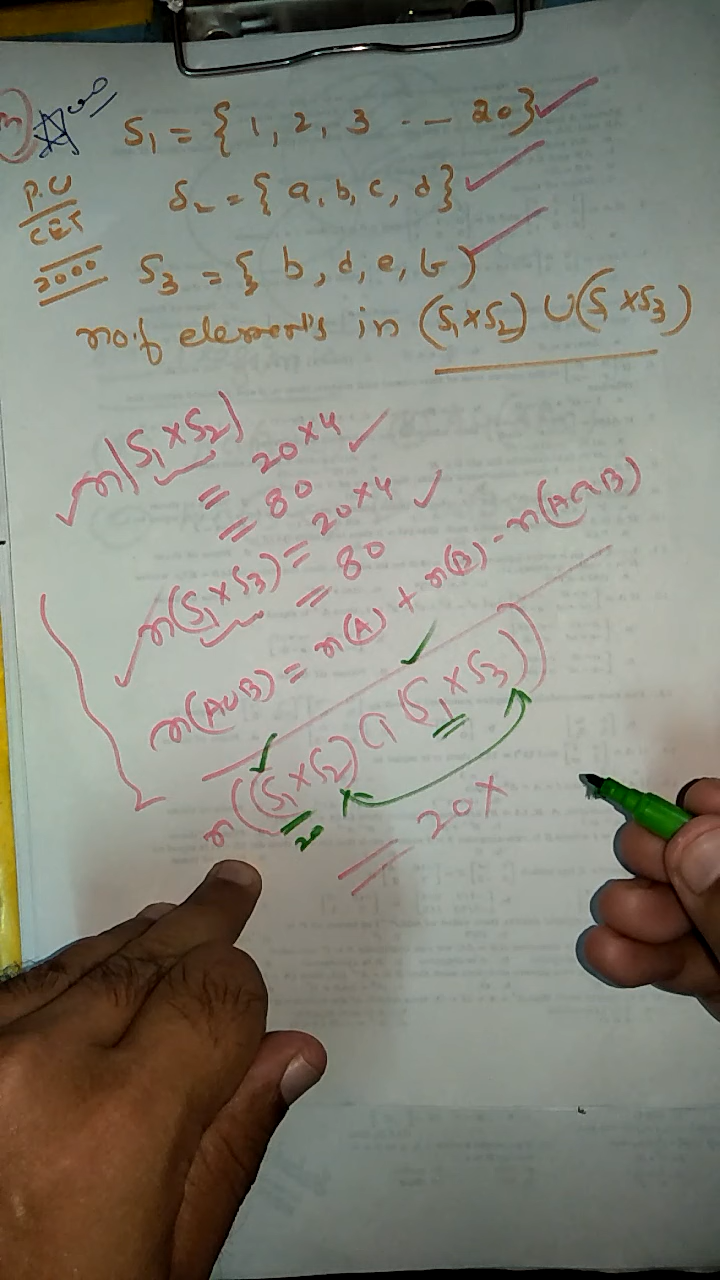 S₁ = { 1, 2, 3 ... 20}
P.U
S₂ = { a, b, c, d}
CET
2000
S₃ = { b, d, e, f )
no.of elements in (S₁×S₂) ∪ (S₁×S₃)
n(S₁×S₂) = 20×4
= 80
n(S₁×S₃) = 20×4
= 80
n(A∪B) = n(A) + n(B) - n(A∩B)
n((S₁×S₂) ∩ (S₁×S₃))
20
= 20×